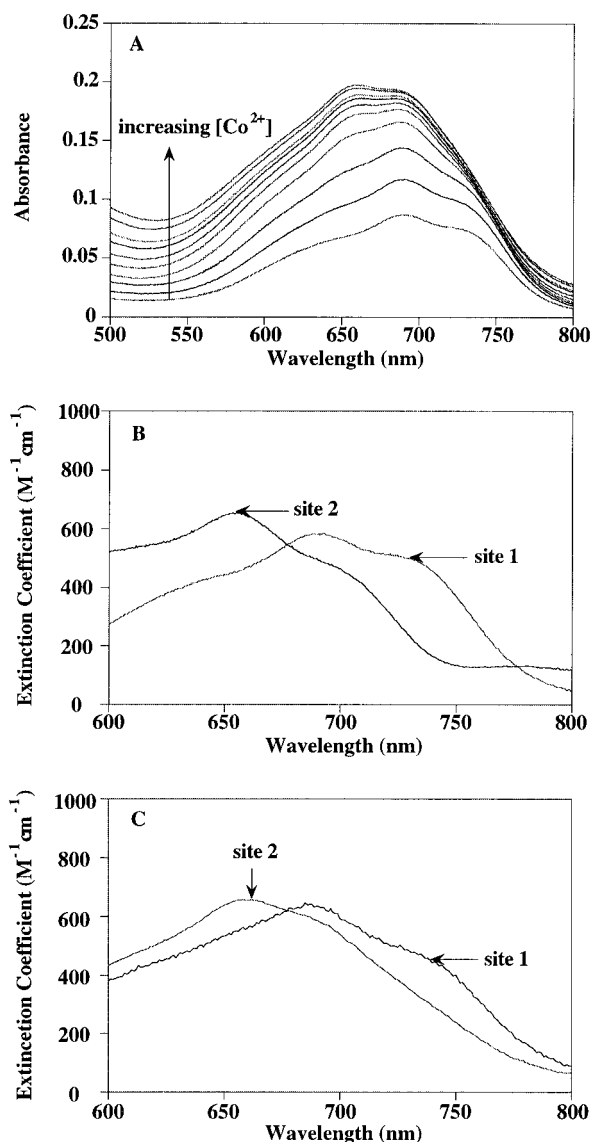 A
0.25
0.2
0.15
0.1
0.05
0
Absorbance
increasing [Co²⁺]
500 550 600 650 700 750 800
Wavelength (nm)
B
1000
800
600
400
200
0
Extinction Coefficient (M⁻¹cm⁻¹)
site 2
site 1
600 650 700 750 800
Wavelength (nm)
C
1000
800
600
400
200
0
Extincetion Coefficient (M⁻¹cm⁻¹)
site 2
site 1
600 650 700 750 800
Wavelength (nm)